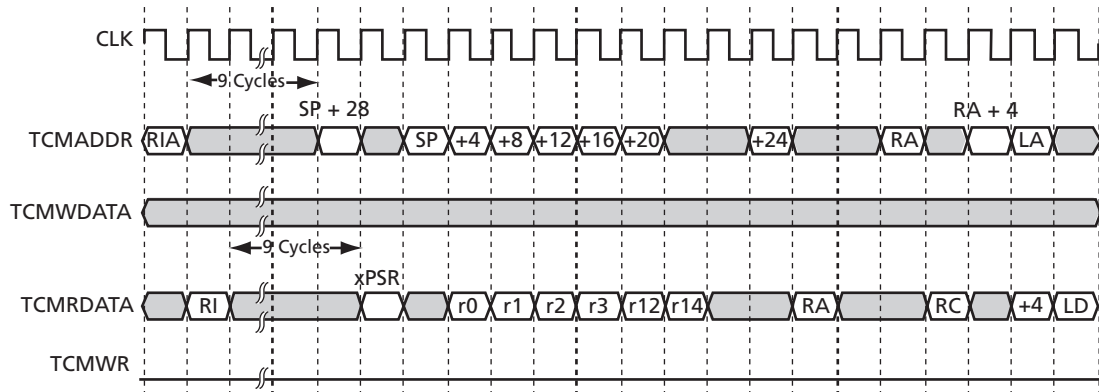 CLK
9 Cycles
SP + 28
RA + 4
TCMADDR RIA SP +4 +8 +12 +16 +20 +24 RA LA
TCMWDATA
9 Cycles
xPSR
TCMRDATA RI r0 r1 r2 r3 r12 r14 RA RC +4 LD
TCMWR